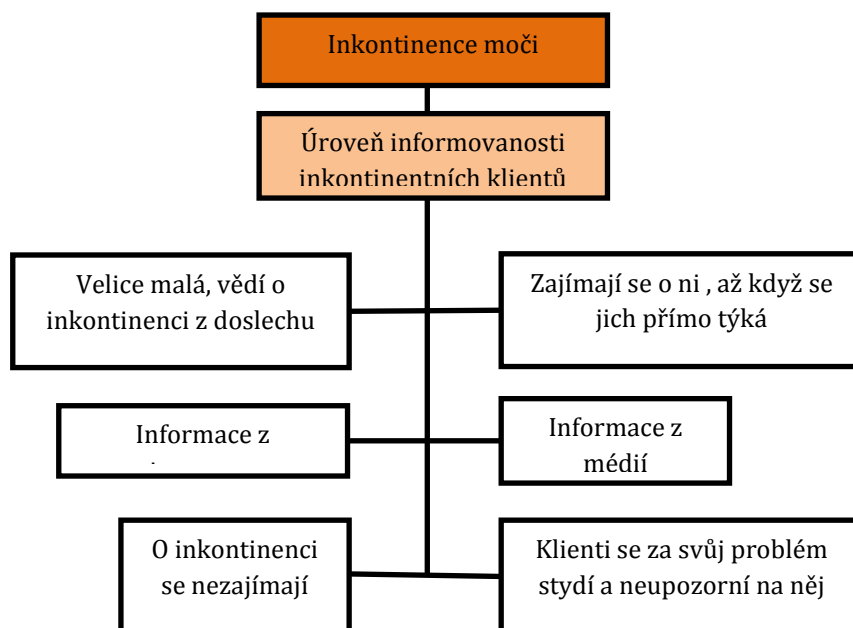 Inkontinence moči
Úroveň informovanosti
inkontinentních klientů
Velice malá, vědí o
inkontinenci z doslechu
Zajímají se o ni , až když se
jich přímo týká
Informace z
Informace z
médií
O inkontinenci
se nezajímají
Klienti se za svůj problém
stydí a neupozorní na něj